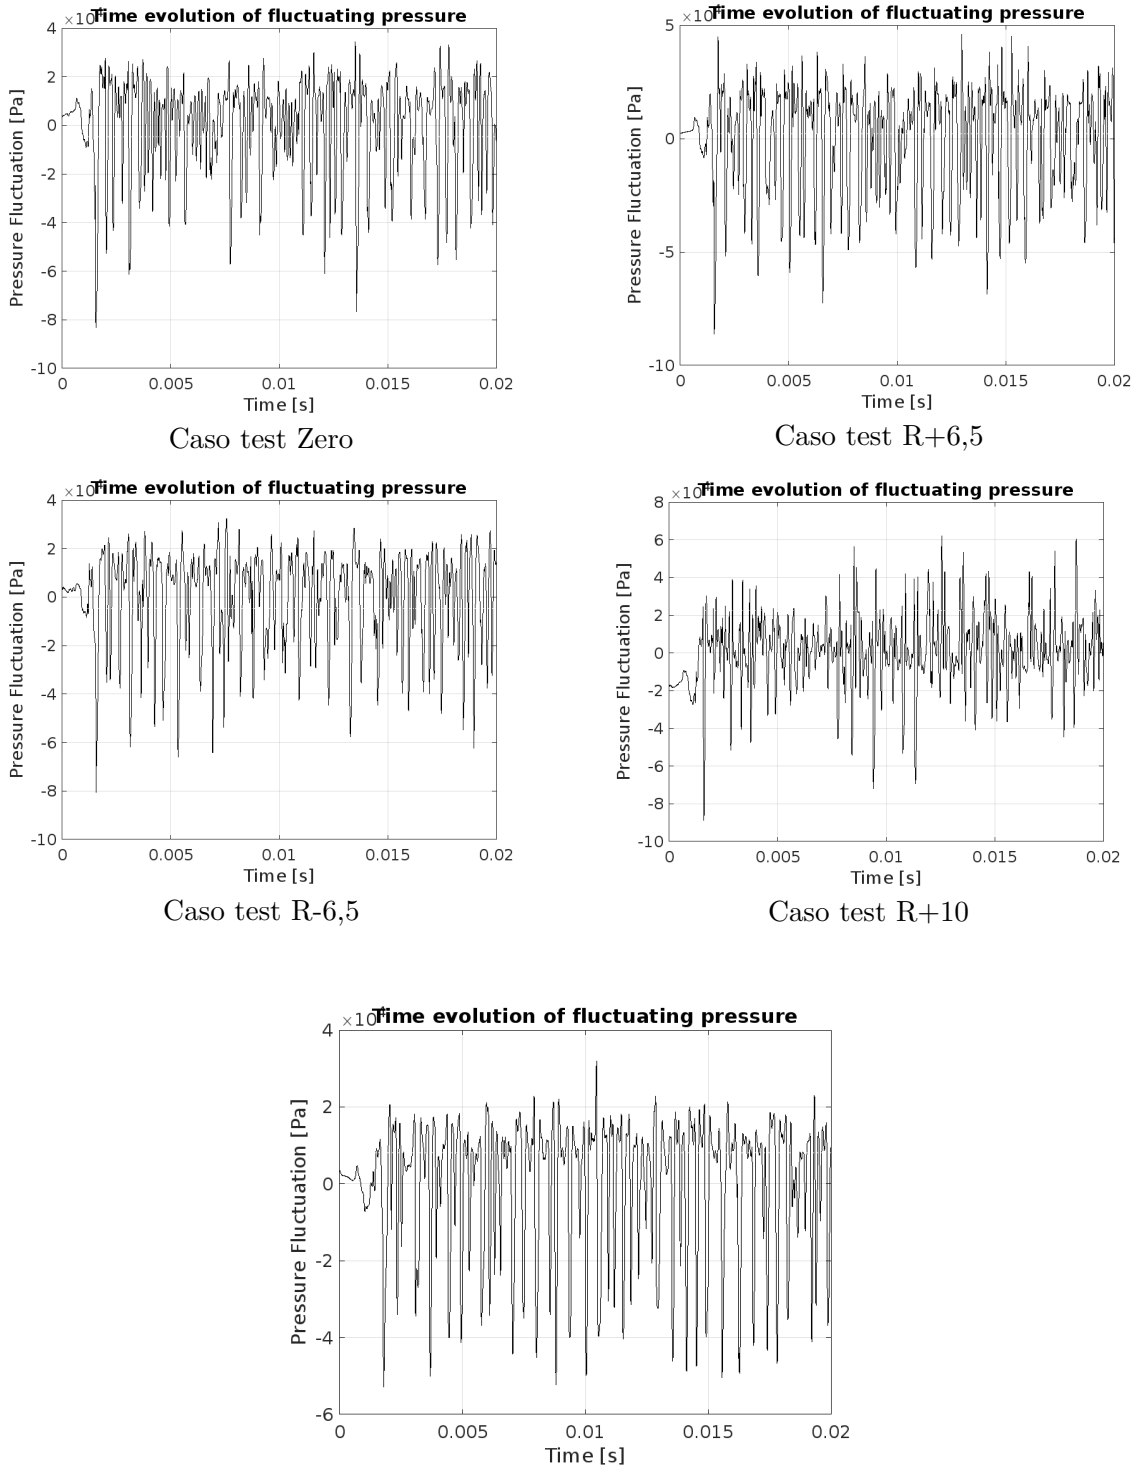 ×10⁴ Time evolution of fluctuating pressure
4
2
0
-2
-4
-6
-8
-10
Pressure Fluctuation [Pa]
0 0.005 0.01 0.015 0.02
Time [s]
Caso test Zero
×10⁴ Time evolution of fluctuating pressure
5
0
-5
-10
Pressure Fluctuation [Pa]
0 0.005 0.01 0.015 0.02
Time [s]
Caso test R+6,5
×10⁴ Time evolution of fluctuating pressure
4
2
0
-2
-4
-6
-8
-10
Pressure Fluctuation [Pa]
0 0.005 0.01 0.015 0.02
Time [s]
Caso test R-6,5
×10⁴ Time evolution of fluctuating pressure
8
6
4
2
0
-2
-4
-6
-8
-10
Pressure Fluctuation [Pa]
0 0.005 0.01 0.015 0.02
Time [s]
Caso test R+10
×10⁴ Time evolution of fluctuating pressure
4
2
0
-2
-4
-6
Pressure Fluctuation [Pa]
0 0.005 0.01 0.015 0.02
Time [s]